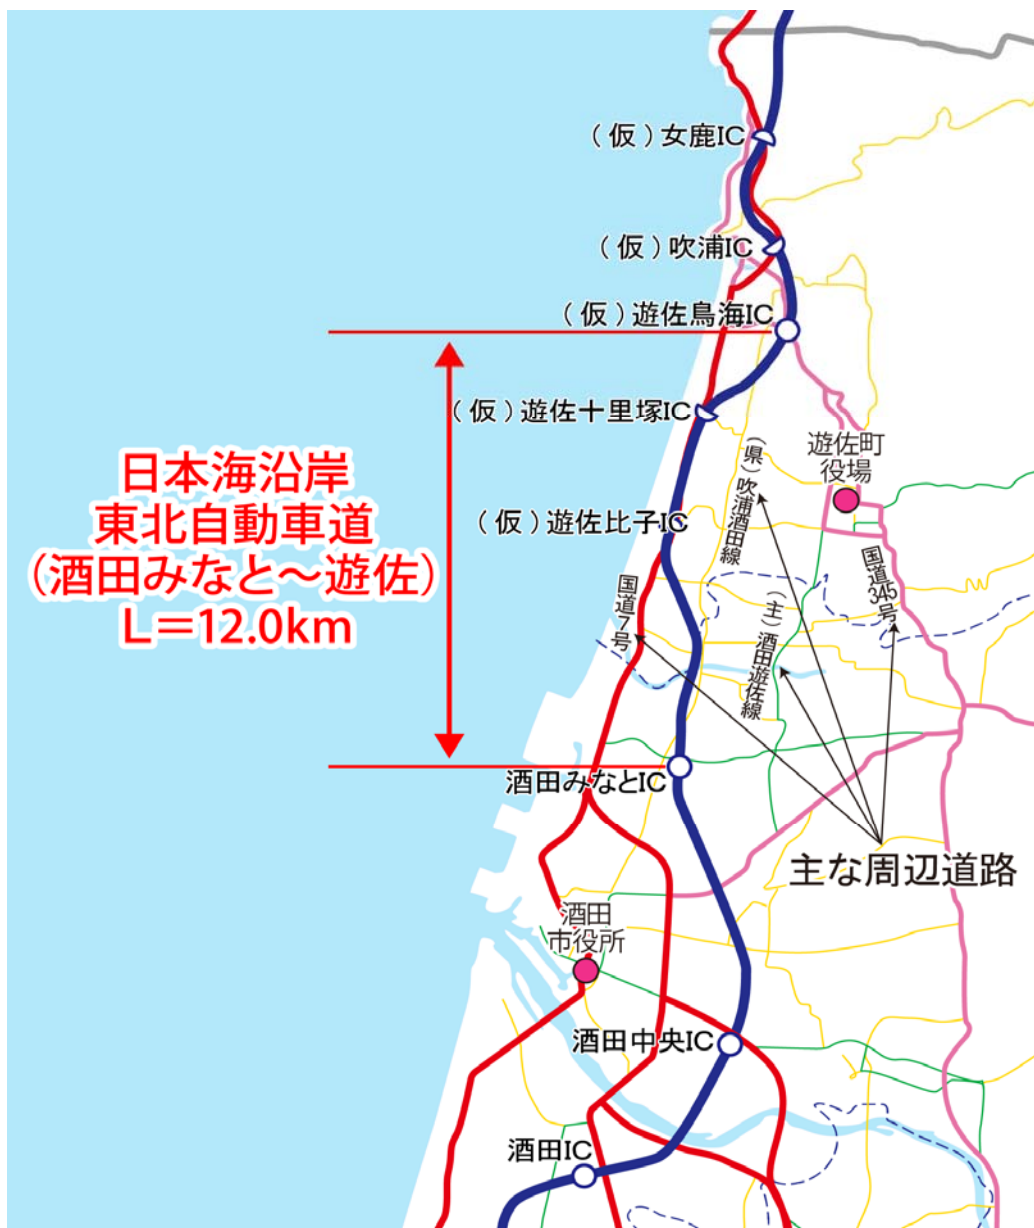 （仮）女鹿IC
（仮）吹浦IC
（仮）遊佐鳥海IC
（仮）遊佐十里塚IC
遊佐町
役場
（県）吹浦酒田線
日本海沿岸
東北自動車道
（酒田みなと～遊佐）
L=12.0km
（仮）遊佐比子IC
国道7号
（主）酒田遊佐線
国道345号
酒田みなとIC
主な周辺道路
酒田
市役所
酒田中央IC
酒田IC